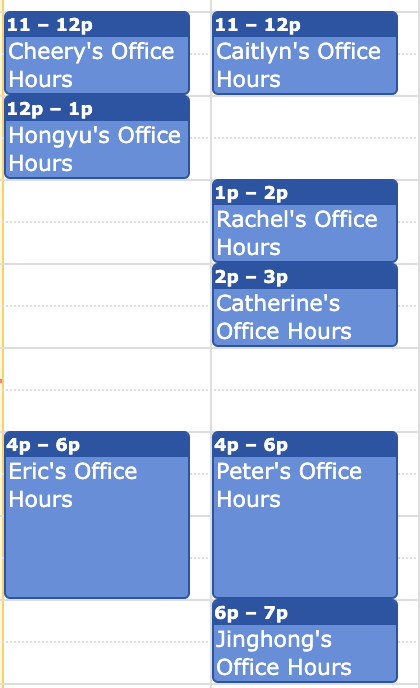 11 – 12p
Cheery's Office
Hours
12p – 1p
Hongyu's Office
Hours
4p – 6p
Eric's Office
Hours
11 – 12p
Caitlyn's Office
Hours
1p – 2p
Rachel's Office
Hours
2p – 3p
Catherine's
Office Hours
4p – 6p
Peter's Office
Hours
6p – 7p
Jinghong's
Office Hours